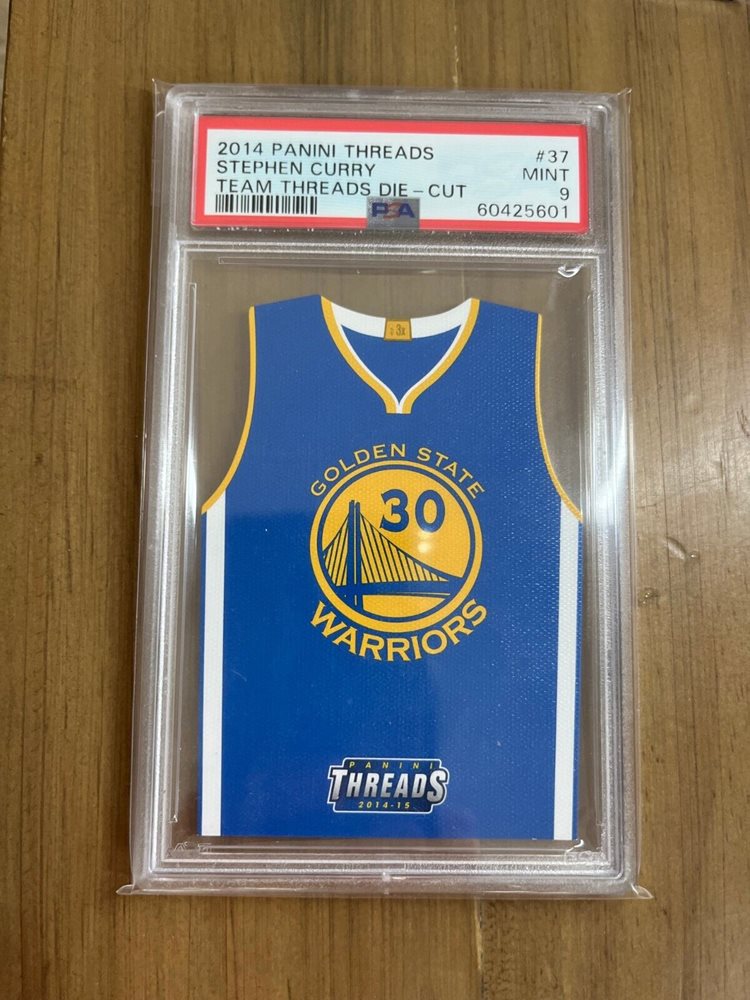 2014 PANINI THREADS #37
STEPHEN CURRY MINT
TEAM THREADS DIE-CUT 9
PSA 60425601
3x
GOLDEN STATE
30
WARRIORS
PANINI
THREADS
2014-15